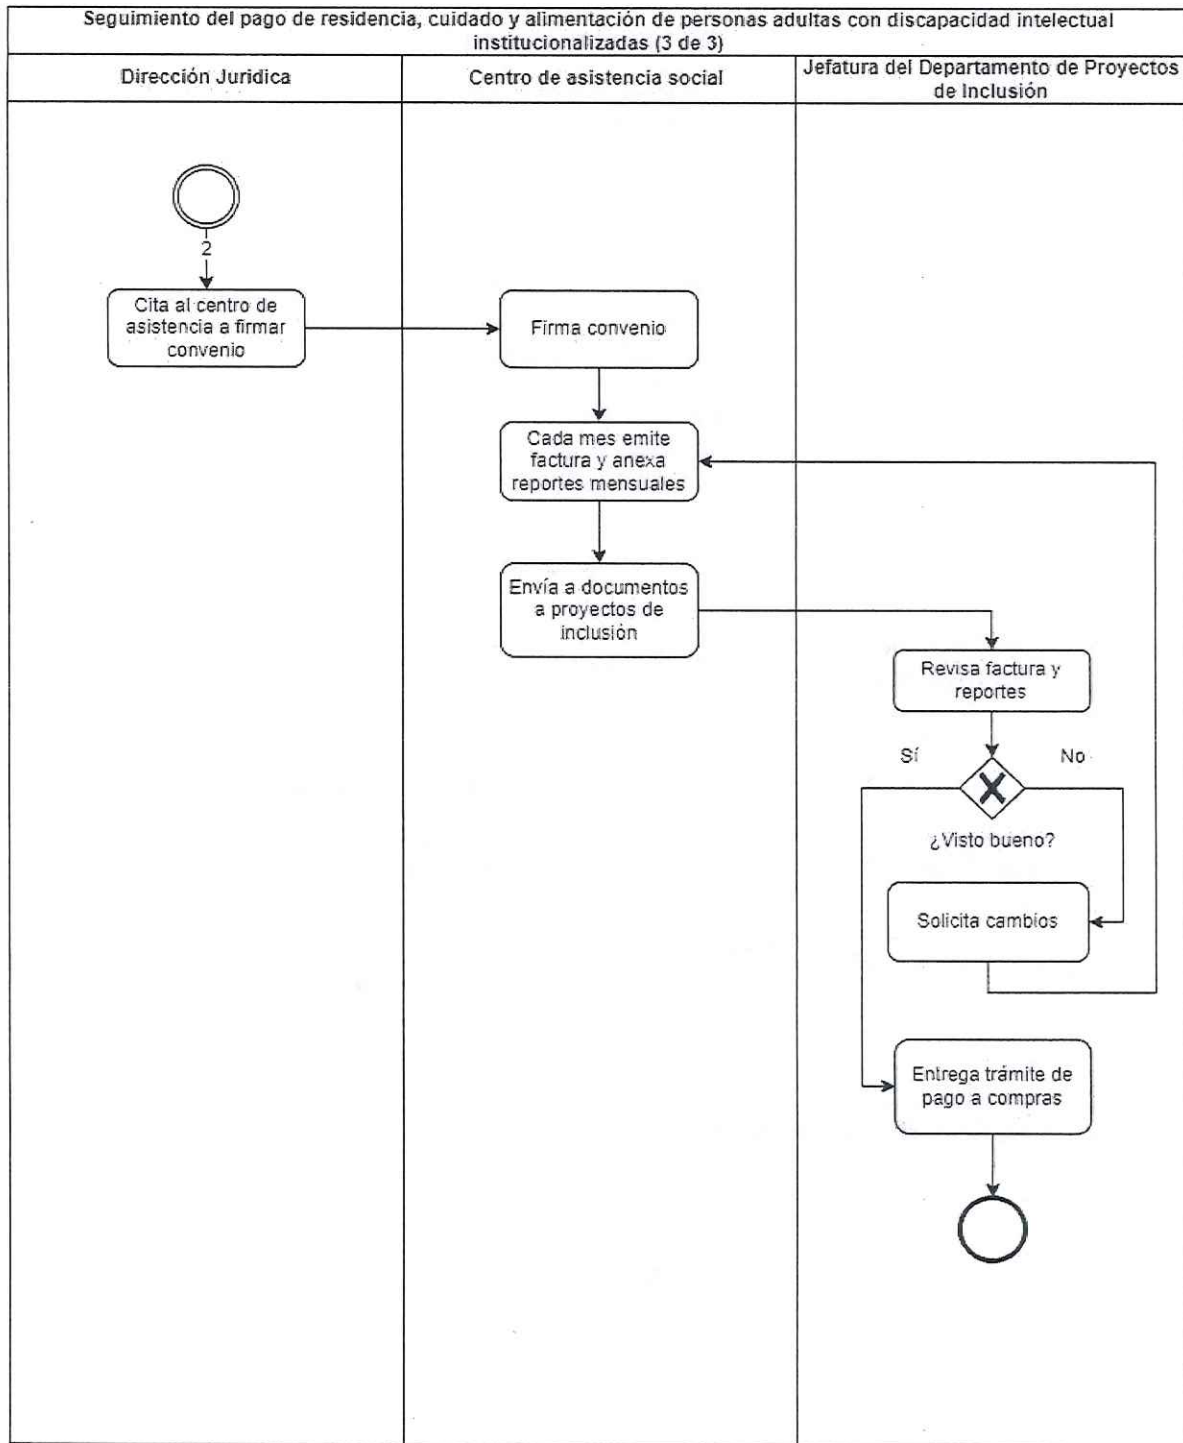 Seguimiento del pago de residencia, cuidado y alimentación de personas adultas con discapacidad intelectual
institucionalizadas (3 de 3)
Dirección Juridica
Centro de asistencia social
Jefatura del Departamento de Proyectos
de Inclusión
2
Cita al centro de
asistencia a firmar
convenio
Firma convenio
Cada mes emite
factura y anexa
reportes mensuales
Envía a documentos
a proyectos de
inclusión
Revisa factura y
reportes
Sí
No
¿Visto bueno?
Solicita cambios
Entrega trámite de
pago a compras